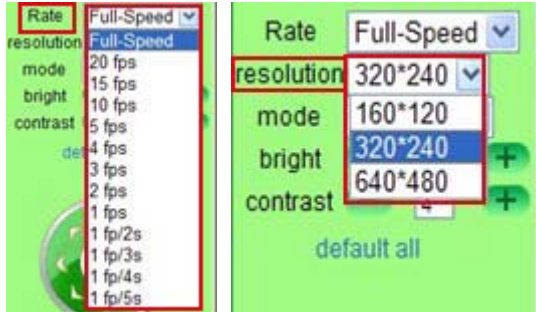 Rate Full-Speed
resolution Full-Speed
mode 20 fps
15 fps
bright 10 fps
contrast 5 fps
def 4 fps
3 fps
2 fps
1 fps
1 fp/2s
1 fp/3s
1 fp/4s
1 fp/5s
Rate Full-Speed
resolution 320*240
mode 160*120
320*240
bright +
640*480
contrast 4 +
default all